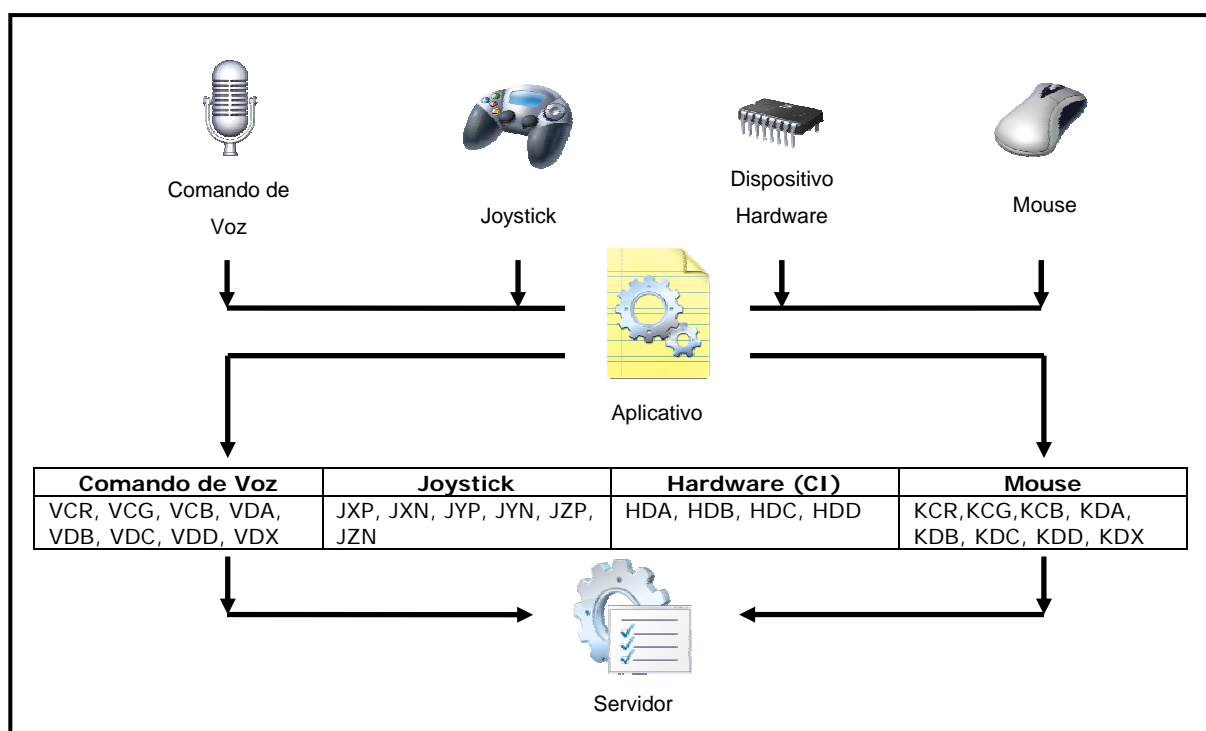 Comando de
Voz
Joystick
Dispositivo
Hardware
Mouse
Aplicativo
Comando de Voz
Joystick
Hardware (CI)
Mouse
VCR, VCG, VCB, VDA,
VDB, VDC, VDD, VDX
JXP, JXN, JYP, JYN, JZP,
JZN
HDA, HDB, HDC, HDD
KCR,KCG,KCB, KDA,
KDB, KDC, KDD, KDX
Servidor